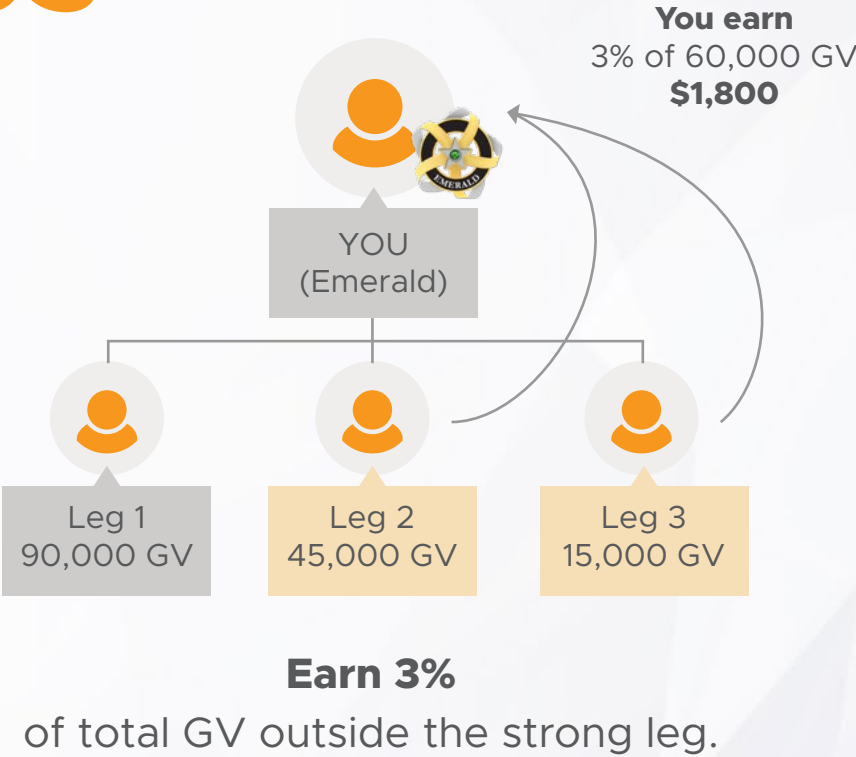 You earn
3% of 60,000 GV
$1,800
EMERALD
YOU
(Emerald)
Leg 1
90,000 GV
Leg 2
45,000 GV
Leg 3
15,000 GV
Earn 3%
of total GV outside the strong leg.